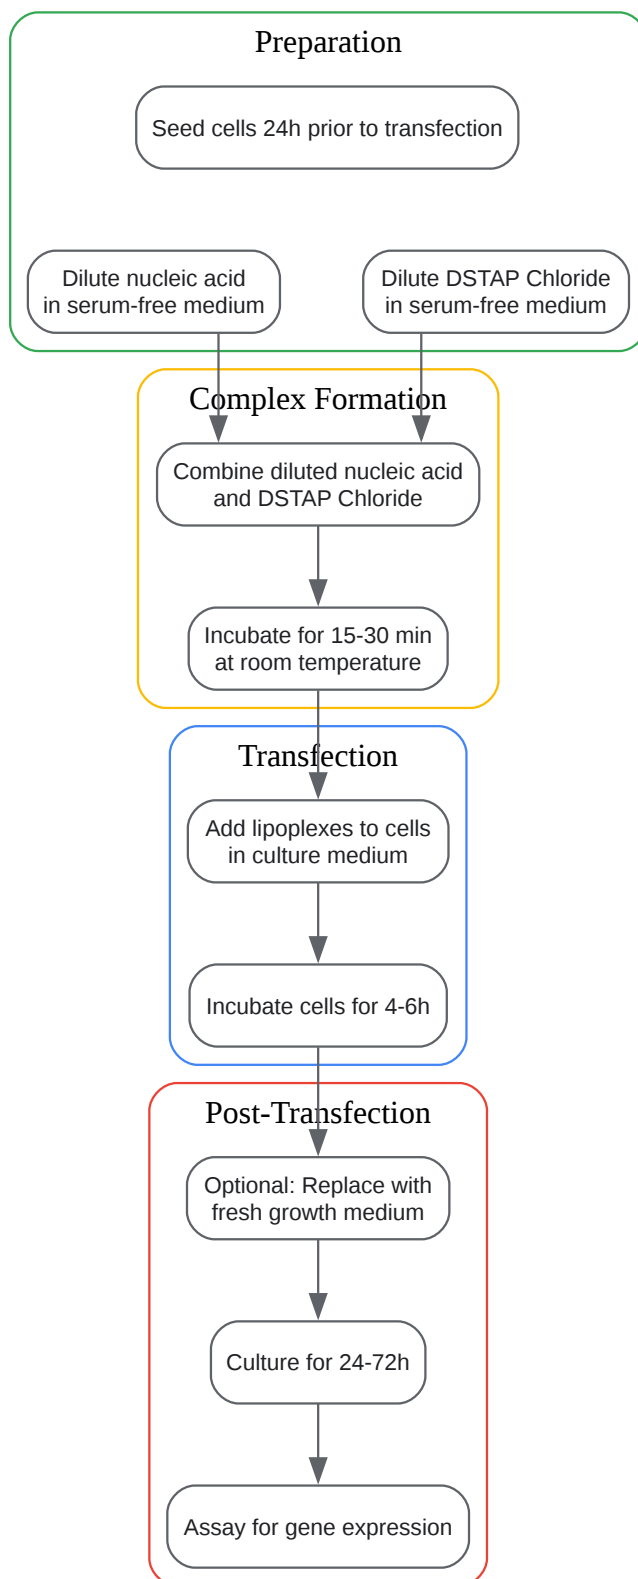 Preparation
Seed cells 24h prior to transfection
Dilute nucleic acid
in serum-free medium
Dilute DSTAP Chloride
in serum-free medium
Complex Formation
Combine diluted nucleic acid
and DSTAP Chloride
Incubate for 15-30 min
at room temperature
Transfection
Add lipoplexes to cells
in culture medium
Incubate cells for 4-6h
Post-Transfection
Optional: Replace with
fresh growth medium
Culture for 24-72h
Assay for gene expression